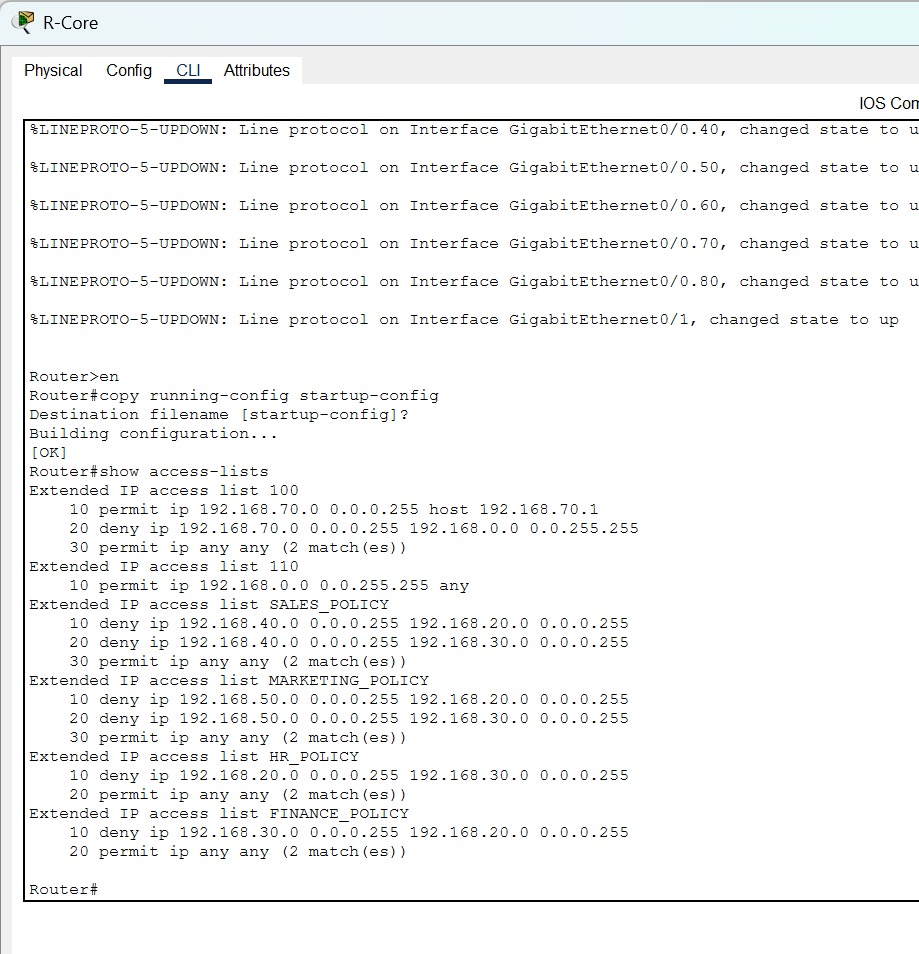 R-Core
Physical Config CLI Attributes
IOS Com
%LINEPROTO-5-UPDOWN: Line protocol on Interface GigabitEthernet0/0.40, changed state to u
%LINEPROTO-5-UPDOWN: Line protocol on Interface GigabitEthernet0/0.50, changed state to u
%LINEPROTO-5-UPDOWN: Line protocol on Interface GigabitEthernet0/0.60, changed state to u
%LINEPROTO-5-UPDOWN: Line protocol on Interface GigabitEthernet0/0.70, changed state to u
%LINEPROTO-5-UPDOWN: Line protocol on Interface GigabitEthernet0/0.80, changed state to u
%LINEPROTO-5-UPDOWN: Line protocol on Interface GigabitEthernet0/1, changed state to up
Router>en
Router#copy running-config startup-config
Destination filename [startup-config]?
Building configuration...
[OK]
Router#show access-lists
Extended IP access list 100
10 permit ip 192.168.70.0 0.0.0.255 host 192.168.70.1
20 deny ip 192.168.70.0 0.0.0.255 192.168.0.0 0.0.255.255
30 permit ip any any (2 match(es))
Extended IP access list 110
10 permit ip 192.168.0.0 0.0.255.255 any
Extended IP access list SALES_POLICY
10 deny ip 192.168.40.0 0.0.0.255 192.168.20.0 0.0.0.255
20 deny ip 192.168.40.0 0.0.0.255 192.168.30.0 0.0.0.255
30 permit ip any any (2 match(es))
Extended IP access list MARKETING_POLICY
10 deny ip 192.168.50.0 0.0.0.255 192.168.20.0 0.0.0.255
20 deny ip 192.168.50.0 0.0.0.255 192.168.30.0 0.0.0.255
30 permit ip any any (2 match(es))
Extended IP access list HR_POLICY
10 deny ip 192.168.20.0 0.0.0.255 192.168.30.0 0.0.0.255
20 permit ip any any (2 match(es))
Extended IP access list FINANCE_POLICY
10 deny ip 192.168.30.0 0.0.0.255 192.168.20.0 0.0.0.255
20 permit ip any any (2 match(es))
Router#